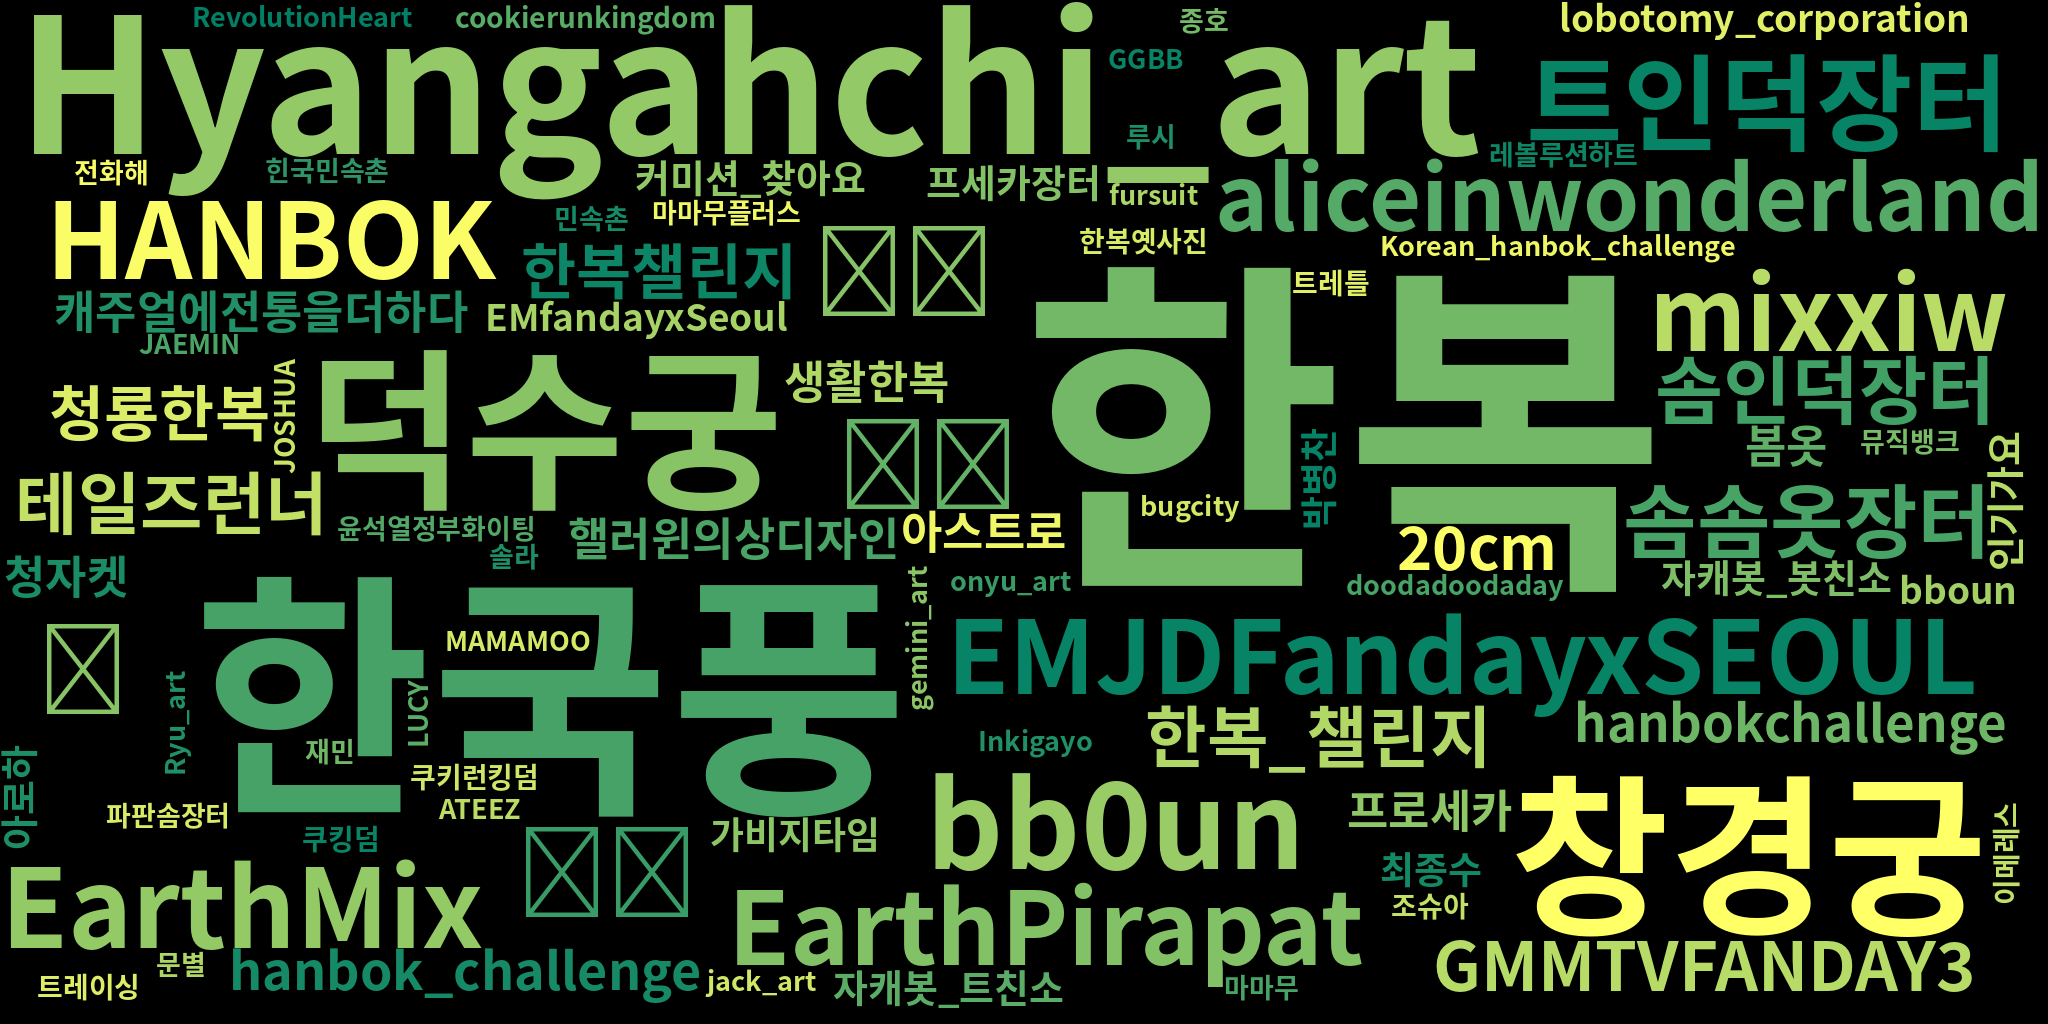 RevolutionHeart
cookierunkingdom
종호
lobotomy_corporation
Hyangahchi_art
GGBB
트인덕장터
루시
레볼루션하트
전화해
힌국민속촌
커미션_찾아요
프세카장터
fursuit
aliceinwonderland
HANBOK
민속촌
마마무플러스
한복챌린지
한복옛사진
Korean_hanbok_challenge
트레틀
캐주얼에전통을더하다
EMfandayxSeoul
한복
mixxiw
JAEMIN
청룡한복
JOSHUA
덕수궁
생활한복
솜인덕장터
봄옷
뮤직뱅크
인기가요
박병찬
테일즈런너
윤석열정부화이팅
솔라
핼러윈의상디자인
아스트로
bugcity
20cm
솜솜옷장터
청자켓
onyu_art
doodadoodaday
자캐봇_봇친소
bboun
한국풍
MAMAMOO
gemini_art
EMJDFandayxSEOUL
Ryu_art
LUCY
재민
Inkigayo
한복_챌린지
hanbokchallenge
아로하
쿠키런킹덤
ATEEZ
파판솜장터
쿠킹덤
가비지타임
bb0un
프로세카
창경궁
이메레스
최종수
조슈아
EarthMix
EarthPirapat
GMMTVFANDAY3
문별
트레이싱
hanbok_challenge
jack_art
자캐봇_트친소
마마무